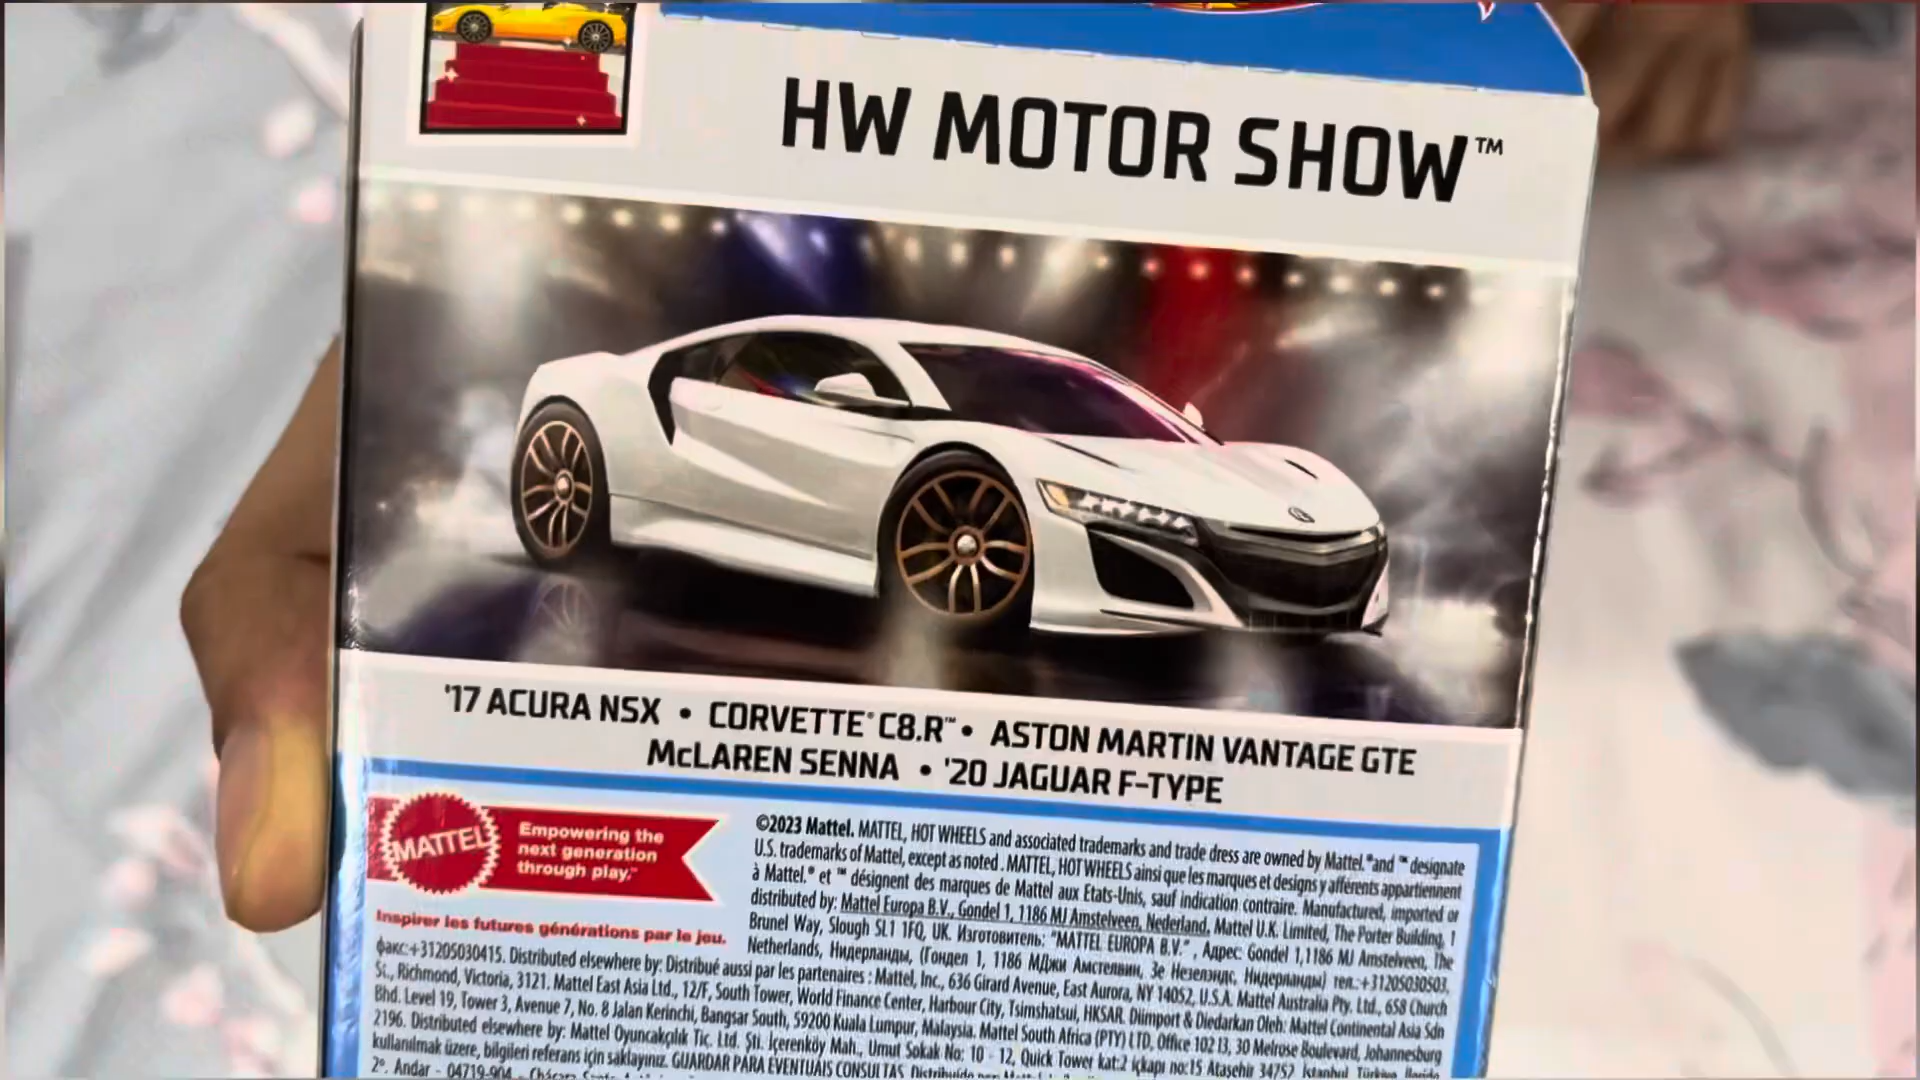 HW MOTOR SHOW™
'17 ACURA NSX • CORVETTE® C8.R™ • ASTON MARTIN VANTAGE GTE
McLAREN SENNA • '20 JAGUAR F-TYPE
MATTEL
Empowering the
next generation
through play.™
Inspirer les futures générations par le jeu.
©2023 Mattel. MATTEL, HOT WHEELS and associated trademarks and trade dress are owned by Mattel. ® and ™ designate
U.S. trademarks of Mattel, except as noted. MATTEL, HOT WHEELS ainsi que les marques et designs y afférents appartiennent
à Mattel.® et ™ désignent des marques de Mattel aux Etats-Unis, sauf indication contraire. Manufactured, imported or
distributed by: Mattel Europa B.V., Gondel 1, 1186 MJ Amstelveen, Nederland. Mattel U.K. Limited, The Porter Building, 1
Brunel Way, Slough SL1 1FQ, UK. Изготовитель: "MATTEL EUROPA B.V.", Адрес: Gondel 1,1186 MJ Amstelveen, The
Netherlands, Нидерланды, (Гондел 1, 1186 МДжи Амстелвин, Зе Незеландс, Нидерланды) тел.:+31205030503,
факс:+31205030415. Distributed elsewhere by: Distribué aussi par les partenaires : Mattel, Inc., 636 Girard Avenue, East Aurora, NY 14052, U.S.A. Mattel Australia Pty. Ltd., 658 Church
St., Richmond, Victoria, 3121. Mattel East Asia Ltd., 12/F, South Tower, World Finance Center, Harbour City, Tsimshatsui, HKSAR. Diimport & Diedarkan Oleh: Mattel Continental Asia Sdn
Bhd. Level 19, Tower 3, Avenue 7, No. 8 Jalan Kerinchi, Bangsar South, 59200 Kuala Lumpur, Malaysia. Mattel South Africa (PTY) LTD, Office 102 I3, 30 Melrose Boulevard, Johannesburg
2196. Distributed elsewhere by: Mattel Oyuncakçılık Tic. Ltd. Şti. İçerenköy Mah., Umut Sokak No: 10 - 12, Quick Tower kat:2 içkapı no:15 Ataşehir 34752 İstanbul Türkiye
kullanılmak üzere, bilgileri referans için saklayınız. GUARDAR PARA EVENTUAIS CONSULTAS. Distribuído por:
2º. Andar - 04719-904 -